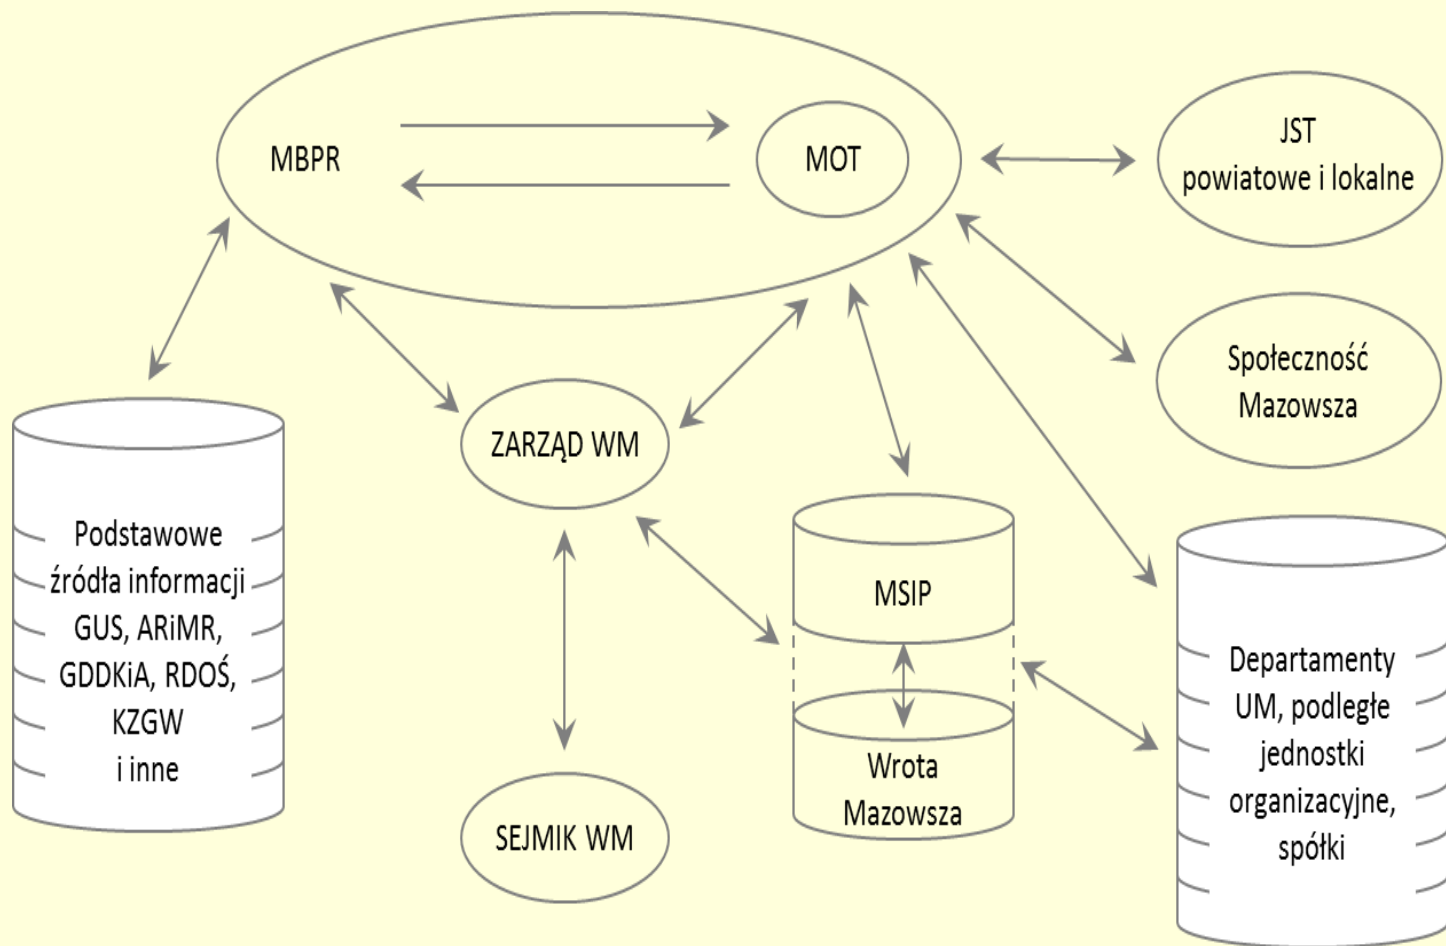 MBPR
MOT
JST
powiatowe i lokalne
Społeczność
Mazowsza
ZARZĄD WM
Podstawowe
źródła informacji
GUS, ARiMR,
GDDKiA, RDOŚ,
KZGW
i inne
MSIP
Wrota
Mazowsza
SEJMIK WM
Departamenty
UM, podległe
jednostki
organizacyjne,
spółki